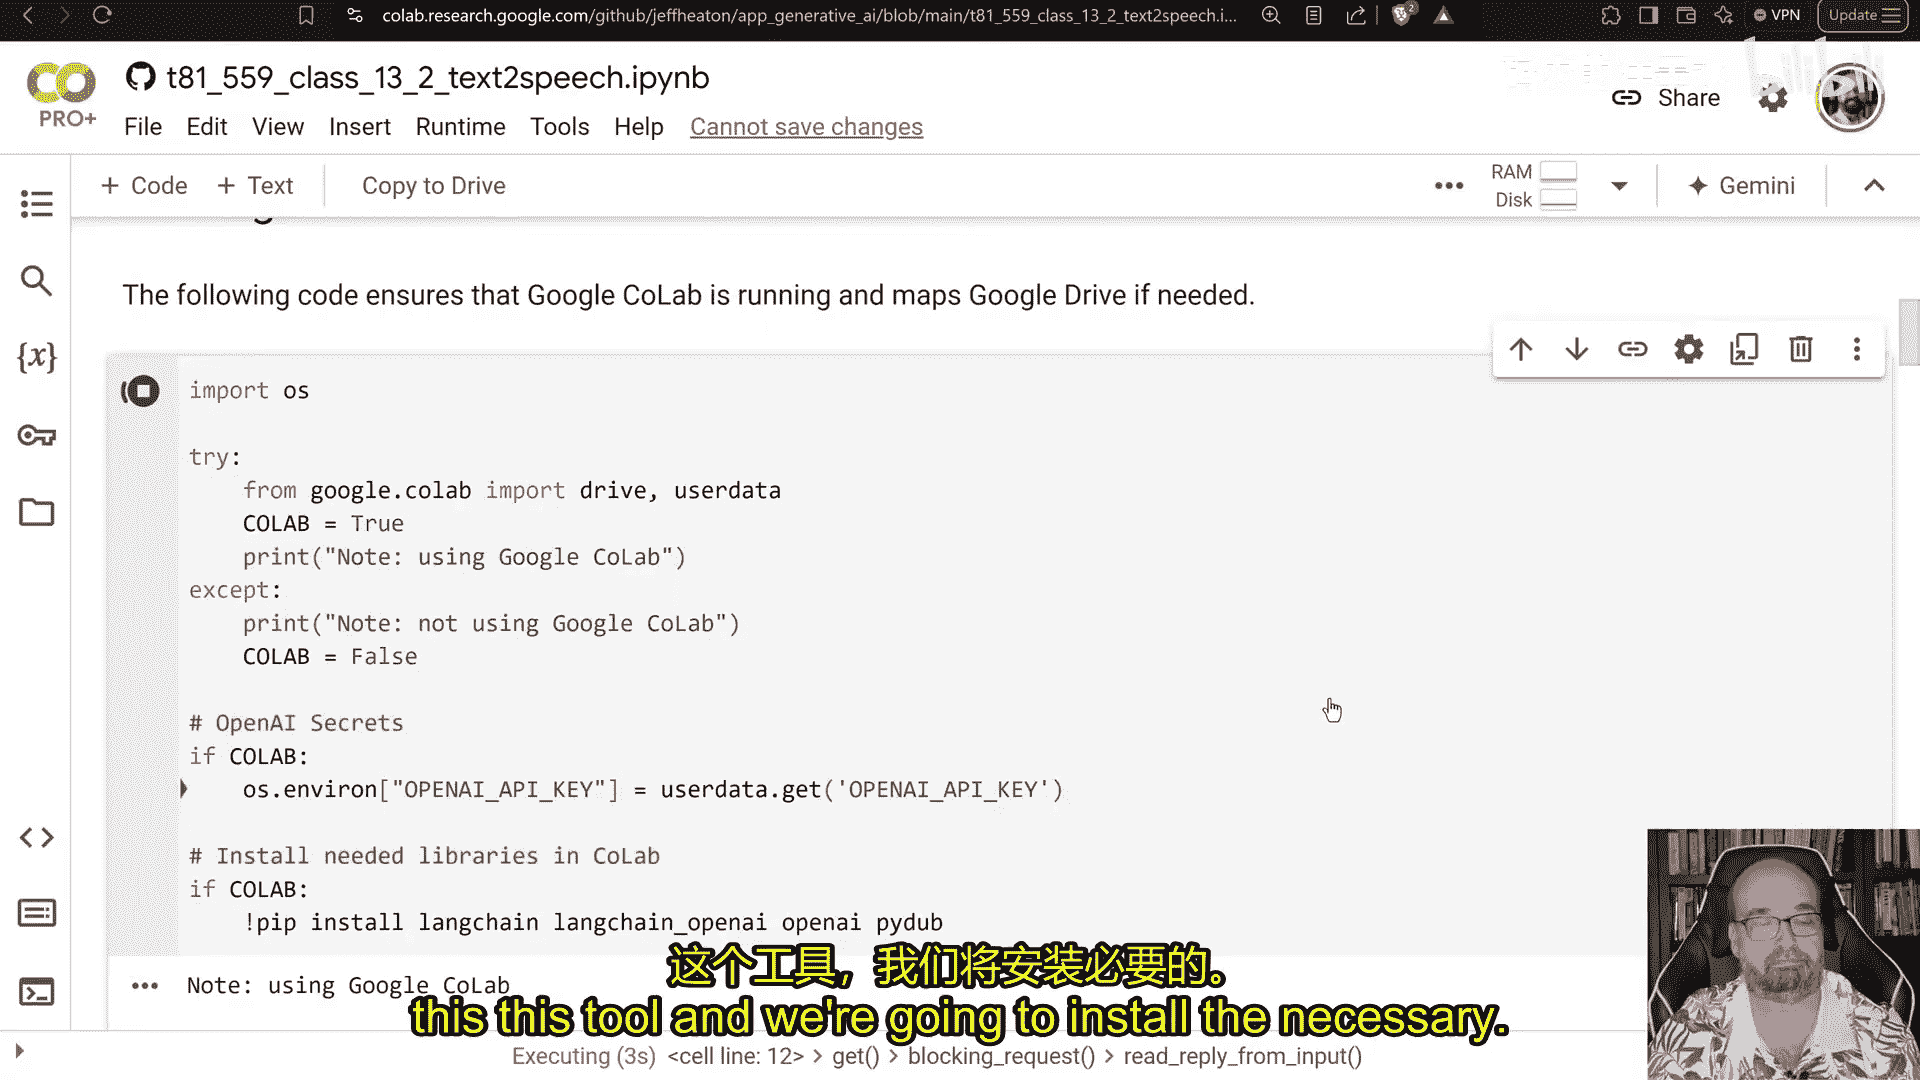 colab.research.google.com/github/jeffheaton/app_generative_ai/blob/main/t81_559_class_13_2_text2speech.i...
2
VPN
Update
CO
PRO+
t81_559_class_13_2_text2speech.ipynb
File Edit View Insert Runtime Tools Help Cannot save changes
bilibili
Share
+ Code + Text Copy to Drive
RAM
Disk
Gemini
The following code ensures that Google CoLab is running and maps Google Drive if needed.
import os
try:
from google.colab import drive, userdata
COLAB = True
print("Note: using Google CoLab")
except:
print("Note: not using Google CoLab")
COLAB = False
# OpenAI Secrets
if COLAB:
os.environ["OPENAI_API_KEY"] = userdata.get('OPENAI_API_KEY')
# Install needed libraries in CoLab
if COLAB:
!pip install langchain langchain_openai openai pydub
Note: using Google CoLab
这个工具，我们将安装必要的。
this this tool and we're going to install the necessary.
Executing (3s) <cell line: 12> > get() > blocking_request() > read_reply_from_input()